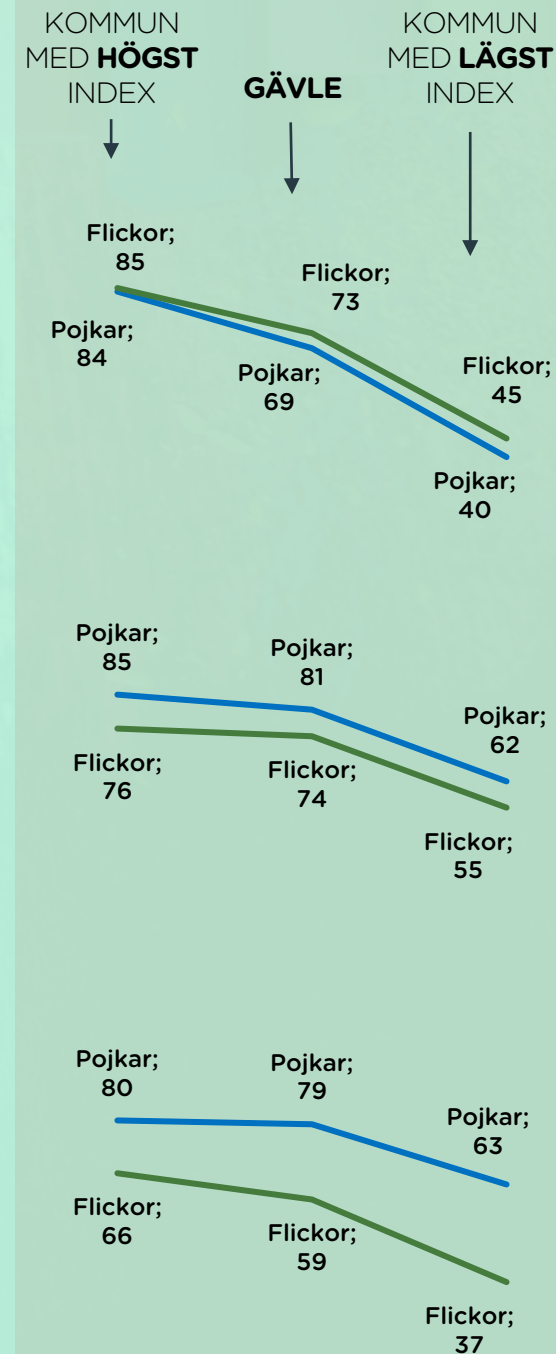 KOMMUN
MED HÖGST
INDEX
GÄVLE
KOMMUN
MED LÄGST
INDEX
Flickor;
85
Flickor;
73
Flickor;
45
Pojkar;
84
Pojkar;
69
Pojkar;
40
Pojkar;
85
Pojkar;
81
Pojkar;
62
Flickor;
76
Flickor;
74
Flickor;
55
Pojkar;
80
Pojkar;
79
Pojkar;
63
Flickor;
66
Flickor;
59
Flickor;
37